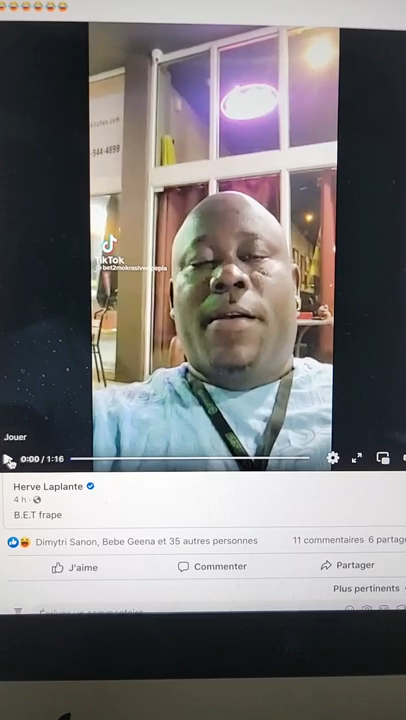 -944-4899
TikTok
Jouer
0:00 / 1:16
Herve Laplante
4 h
B.E.T frape
Dimytri Sanon, Bebe Geena et 35 autres personnes
11 commentaires 6 partage
J'aime
Commenter
Partager
Plus pertinents